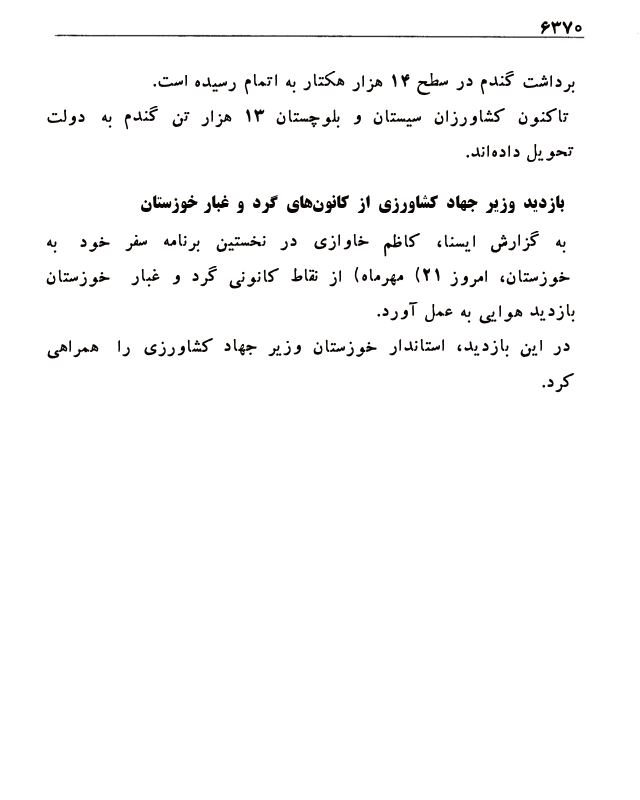 ۶۳۷۰
برداشت گندم در سطح ۱۴ هزار هکتار به اتمام رسیده است.
تاکنون کشاورزان سیستان و بلوچستان ۱۳ هزار تن گندم به دولت
تحویل داده‌اند.
بازدید وزیر جهاد کشاورزی از کانون‌های گرد و غبار خوزستان
به گزارش ایسنا، کاظم خاوازی در نخستین برنامه سفر خود به
خوزستان، امروز ۲۱) مهرماه) از نقاط کانونی گرد و غبار خوزستان
بازدید هوایی به عمل آورد.
در این بازدید، استاندار خوزستان وزیر جهاد کشاورزی را همراهی
کرد.